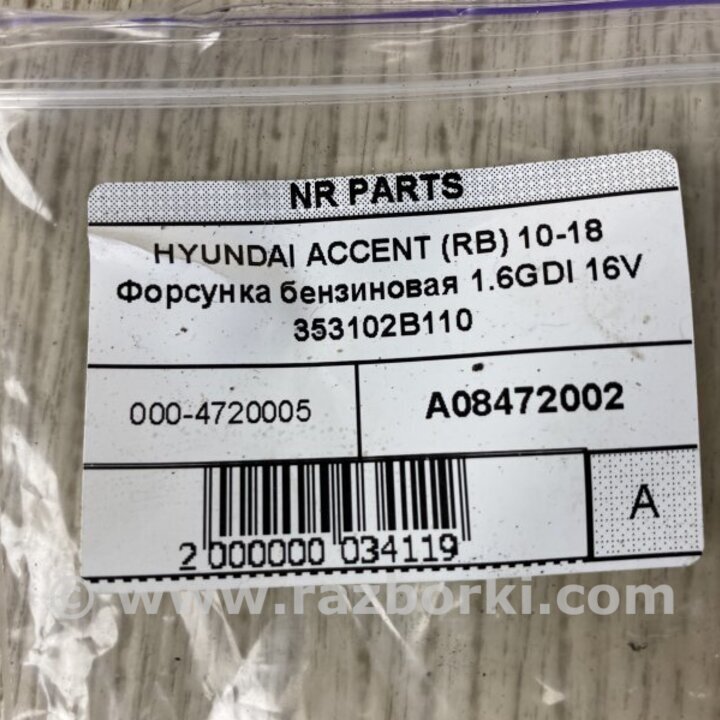 NR PARTS
HYUNDAI ACCENT (RB) 10-18
Форсунка бензиновая 1.6GDI 16V
353102B110
000-4720005
A08472002
2 000000 034119
A
© www.razborki.com